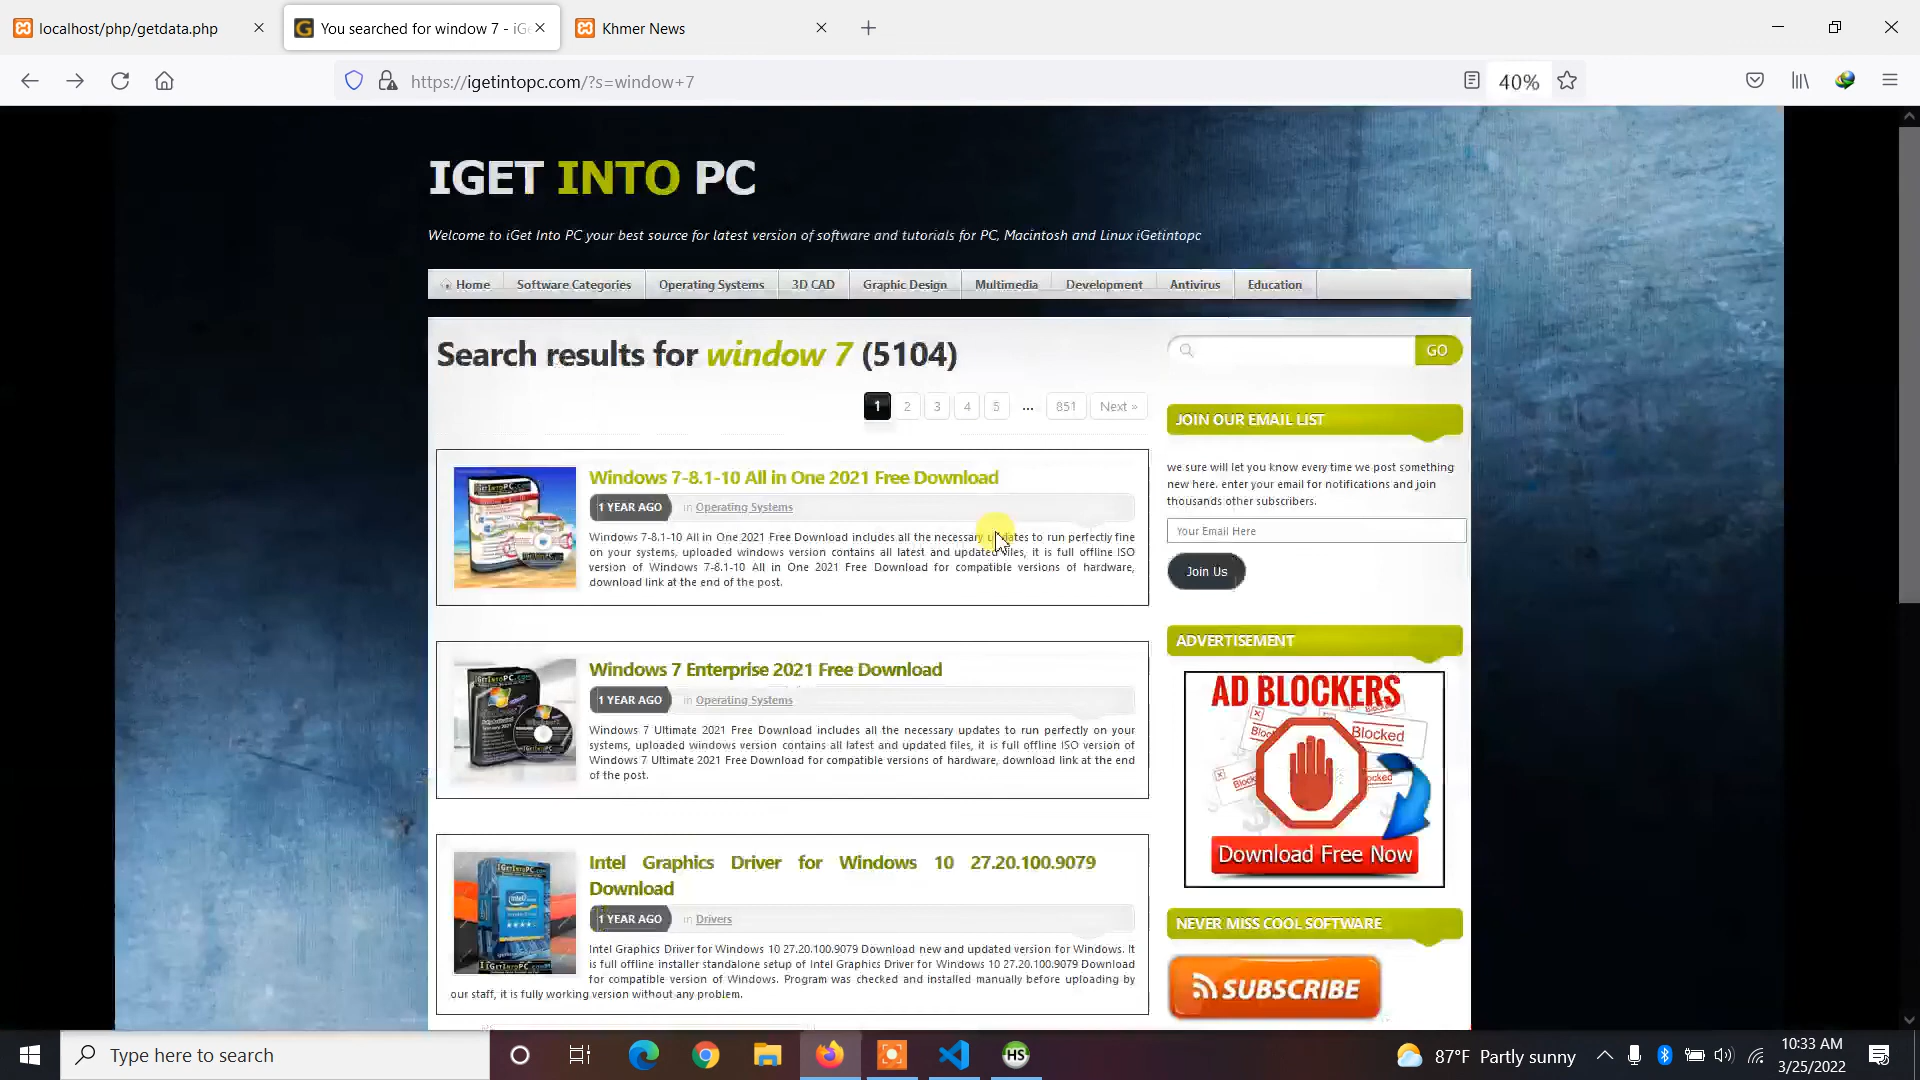 localhost/php/getdata.php
You searched for window 7 - iGe
Khmer News
https://igetintopc.com/?s=window+7
40%
IGET INTO PC
Welcome to iGet Into PC your best source for latest version of software and tutorials for PC, Macintosh and Linux iGetintopc
Home Software Categories Operating Systems 3D CAD Graphic Design Multimedia Development Antivirus Education
Search results for window 7 (5104)
GO
1 2 3 4 5 ... 851 Next »
Windows 7-8.1-10 All in One 2021 Free Download
1 YEAR AGO in Operating Systems
Windows 7-8.1-10 All in One 2021 Free Download includes all the necessary updates to run perfectly fine
on your systems, uploaded windows version contains all latest and updated files, it is full offline ISO
version of Windows 7-8.1-10 All in One 2021 Free Download for compatible versions of hardware,
download link at the end of the post.
Windows 7 Enterprise 2021 Free Download
1 YEAR AGO in Operating Systems
Windows 7 Ultimate 2021 Free Download includes all the necessary updates to run perfectly on your
systems, uploaded windows version contains all latest and updated files, it is full offline ISO version of
Windows 7 Ultimate 2021 Free Download for compatible versions of hardware, download link at the end
of the post.
Intel Graphics Driver for Windows 10 27.20.100.9079
Download
1 YEAR AGO in Drivers
Intel Graphics Driver for Windows 10 27.20.100.9079 Download new and updated version for Windows. It
is full offline installer standalone setup of Intel Graphics Driver for Windows 10 27.20.100.9079 Download
for compatible version of Windows. Program was checked and installed manually before uploading by
our staff, it is fully working version without any problem.
JOIN OUR EMAIL LIST
we sure will let you know every time we post something
new here. enter your email for notifications and join
thousands other subscribers.
Your Email Here
Join Us
ADVERTISEMENT
AD BLOCKERS
Blocked
Download Free Now
NEVER MISS COOL SOFTWARE
SUBSCRIBE
Type here to search
HS
87°F Partly sunny
10:33 AM
3/25/2022